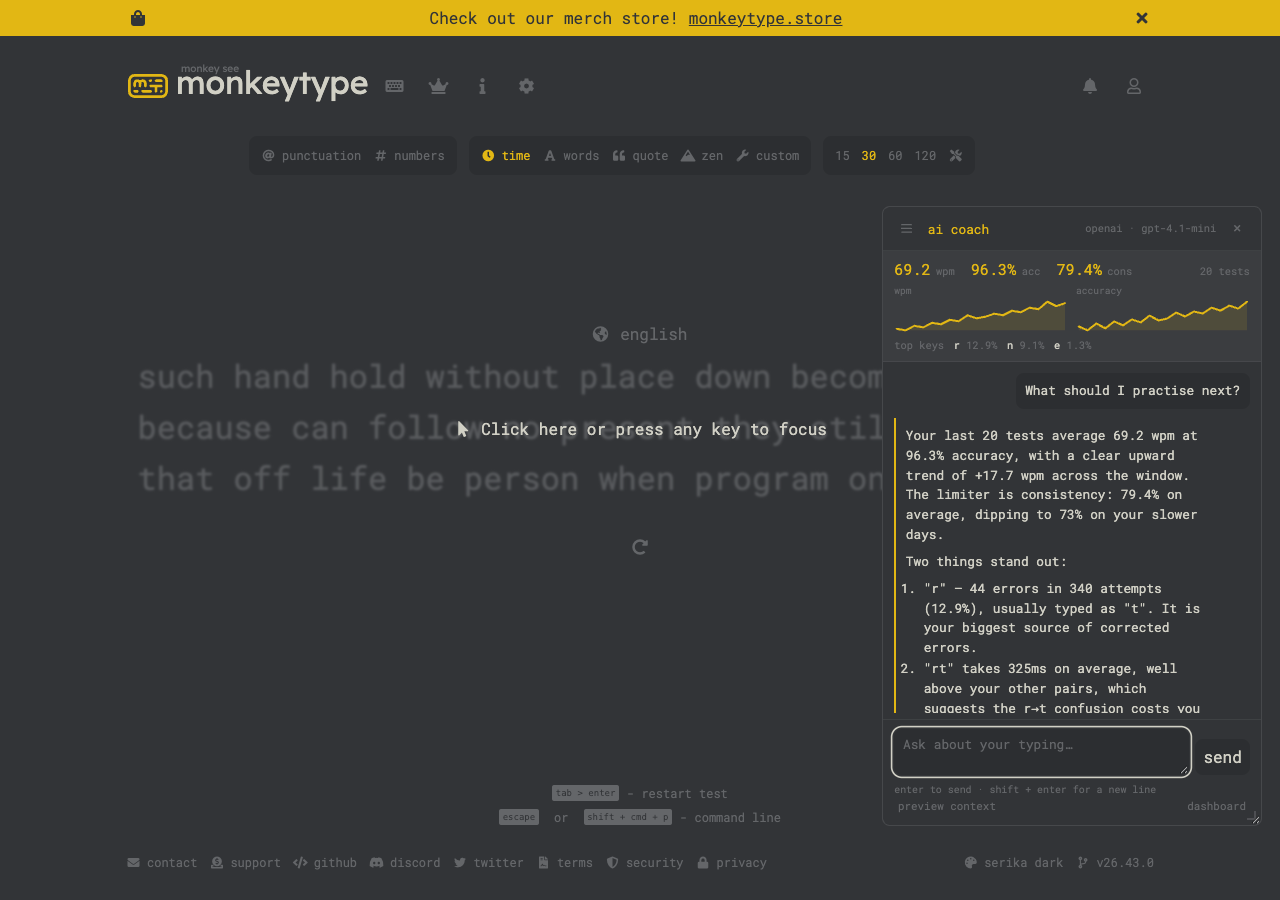 Check out our merch store! monkeytype.store
monkey see
monkeytype
punctuation numbers time words quote zen custom 15 30 60 120
ai coach openai · gpt-4.1-mini
69.2 wpm 96.3% acc 79.4% cons 20 tests
wpm accuracy
top keys r 12.9% n 9.1% e 1.3%
What should I practise next?
Your last 20 tests average 69.2 wpm at
96.3% accuracy, with a clear upward
trend of +17.7 wpm across the window.
The limiter is consistency: 79.4% on
average, dipping to 73% on your slower
days.
Two things stand out:
1. "r" — 44 errors in 340 attempts
(12.9%), usually typed as "t". It is
your biggest source of corrected
errors.
2. "rt" takes 325ms on average, well
above your other pairs, which
suggests the r→t confusion costs you
english
such hand hold without place down becom
because can follow no present they stil
Click here or press any key to focus
that off life be person when program on
Ask about your typing…
send
enter to send · shift + enter for a new line
preview context dashboard
tab > enter - restart test
escape or shift + cmd + p - command line
contact support github discord twitter terms security privacy serika dark v26.43.0